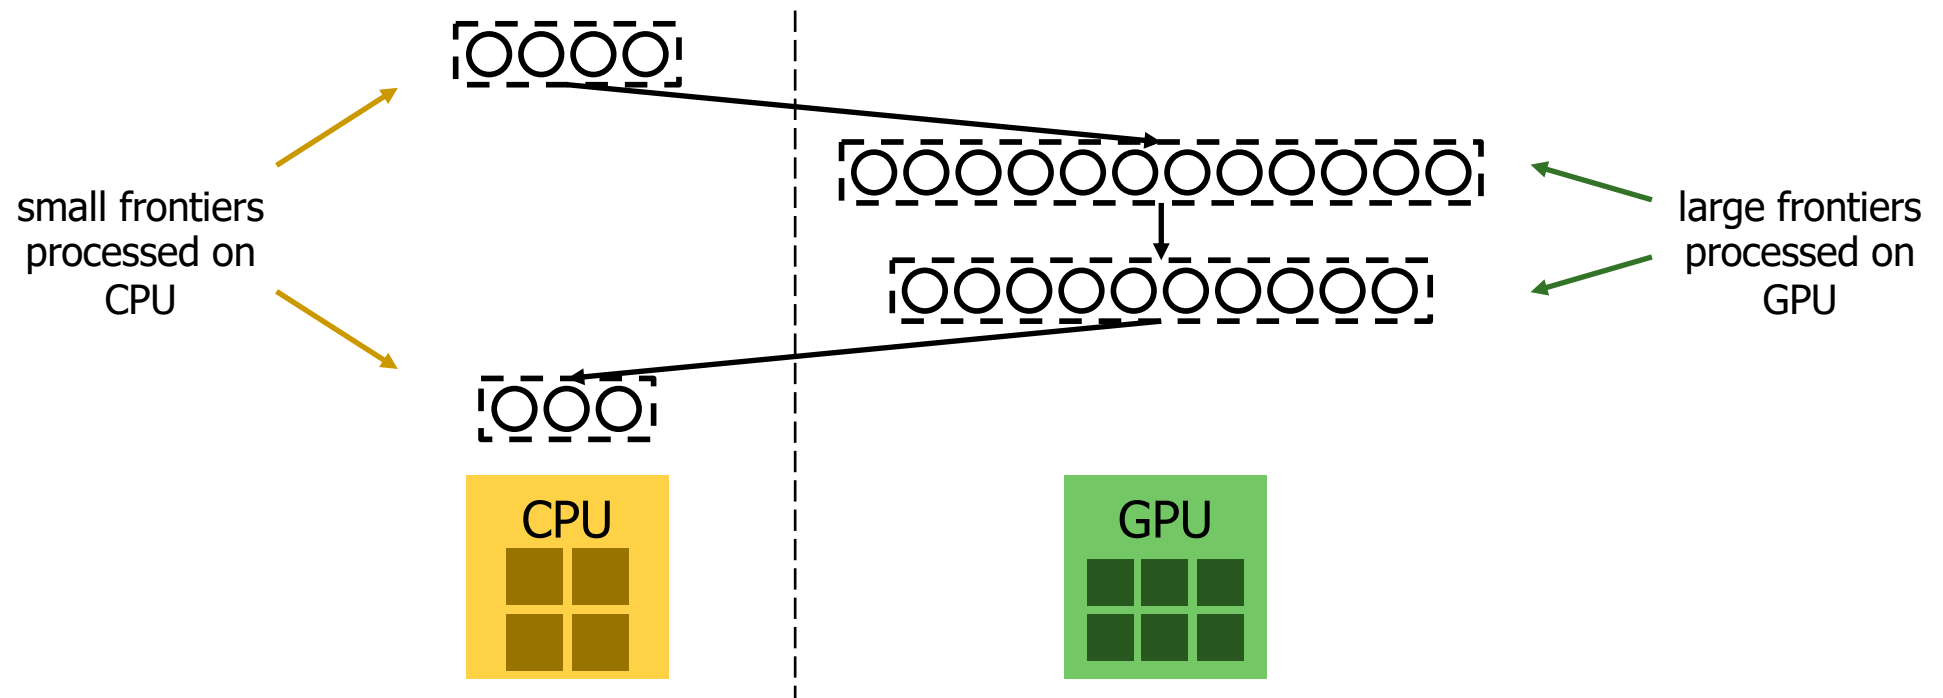 small frontiers
processed on
CPU
large frontiers
processed on
GPU
CPU
GPU